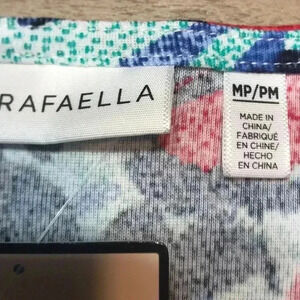 RAFAELLA
MP/PM
MADE IN
CHINA/
FABRIQUÉ
EN CHINE/
HECHO
EN CHINA